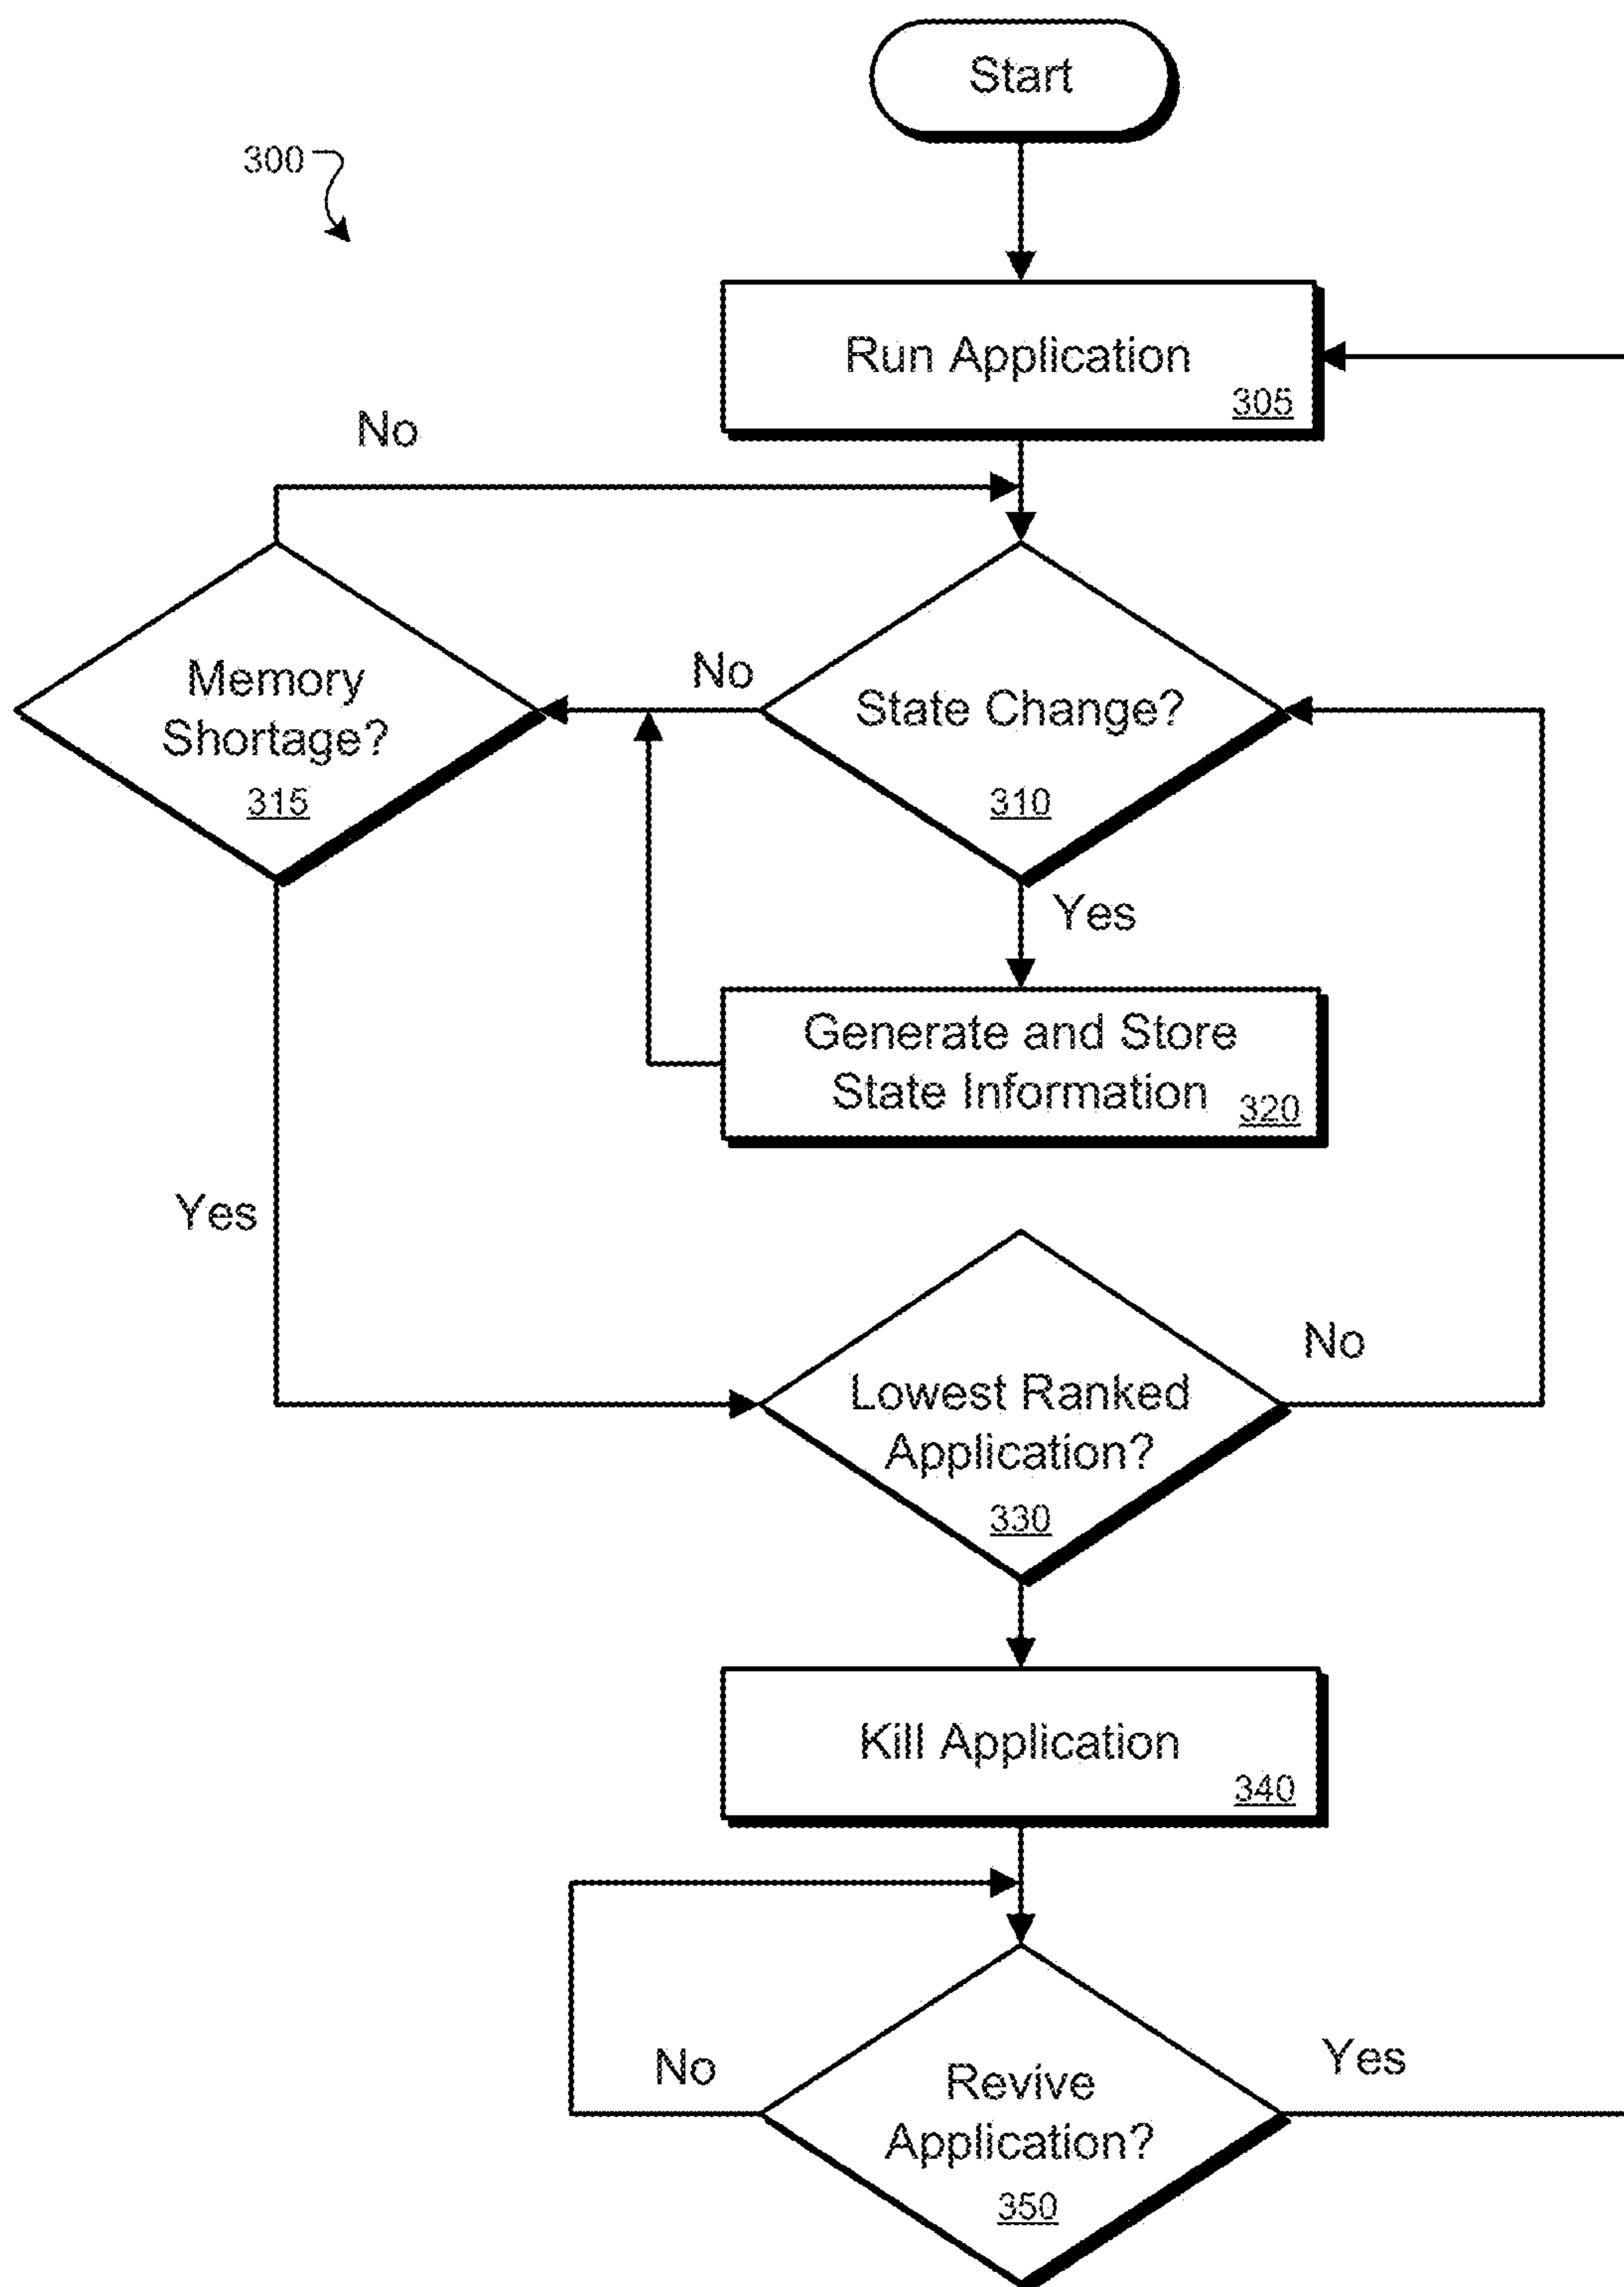 Start
300
Run Application
305
No
Memory
Shortage?
315
No
State Change?
310
Yes
Generate and Store
State Information
320
Yes
Lowest Ranked
Application?
330
No
Kill Application
340
No
Revive
Application?
350
Yes